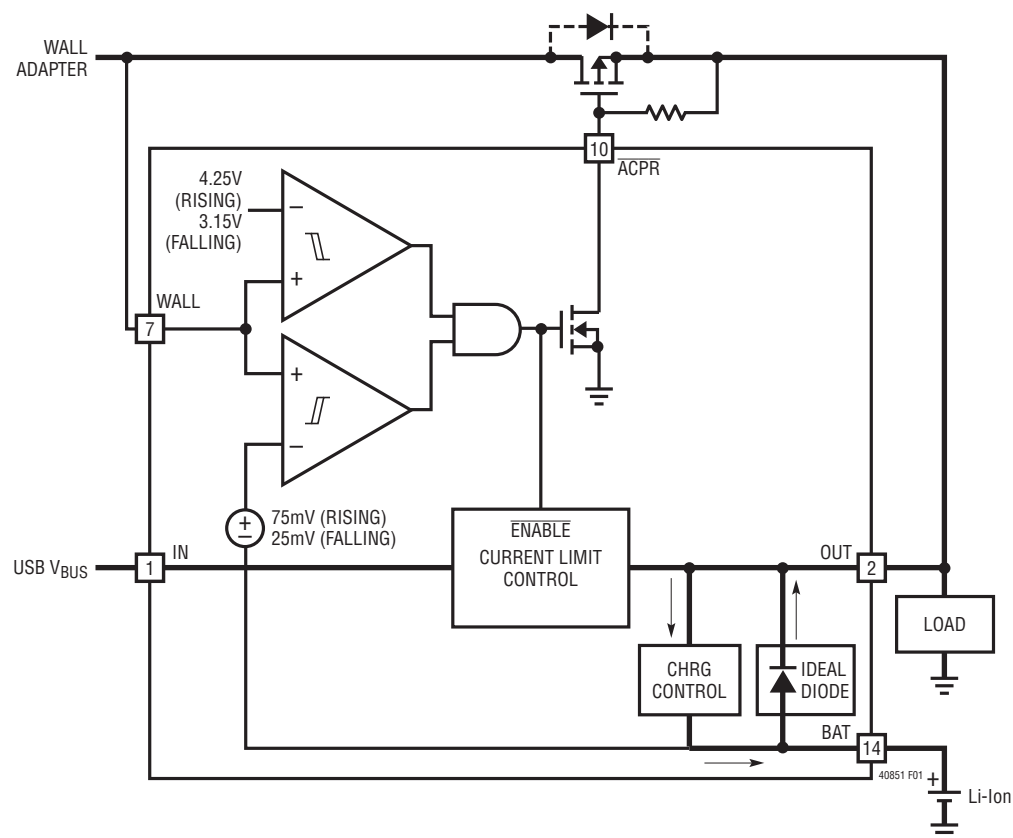 WALL
ADAPTER
10
ACPR
4.25V
(RISING)
3.15V
(FALLING)
−
+
WALL
7
+
−
+
−
75mV (RISING)
25mV (FALLING)
ENABLE
CURRENT LIMIT
CONTROL
USB VBUS
1
IN
OUT
2
LOAD
CHRG
CONTROL
IDEAL
DIODE
BAT
14
40851 F01
+
Li-Ion